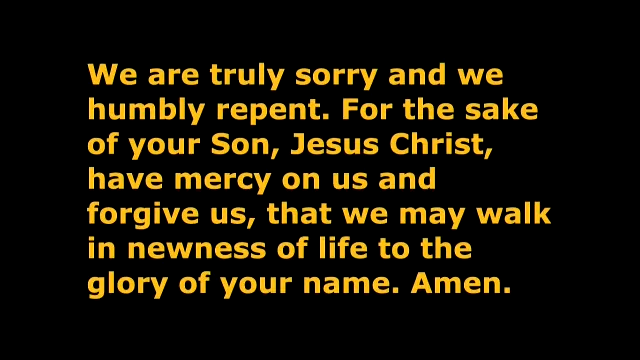 We are truly sorry and we
humbly repent. For the sake
of your Son, Jesus Christ,
have mercy on us and
forgive us, that we may walk
in newness of life to the
glory of your name. Amen.